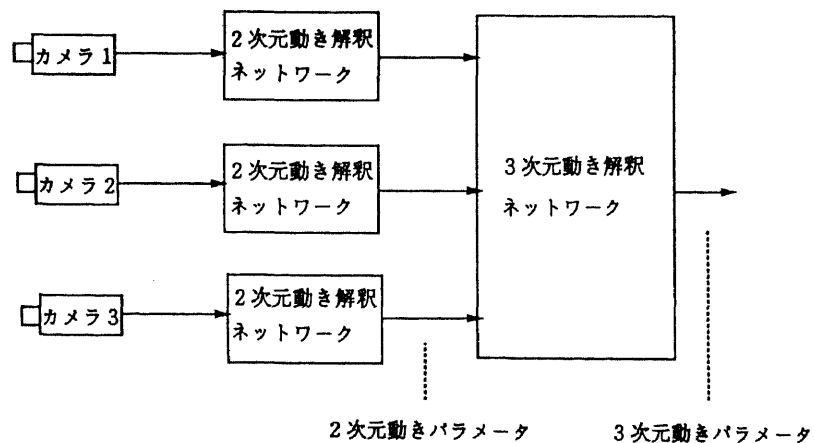 カメラ1
2次元動き解釈
ネットワーク
カメラ2
2次元動き解釈
ネットワーク
カメラ3
2次元動き解釈
ネットワーク
3次元動き解釈
ネットワーク
2次元動きパラメータ
3次元動きパラメータ